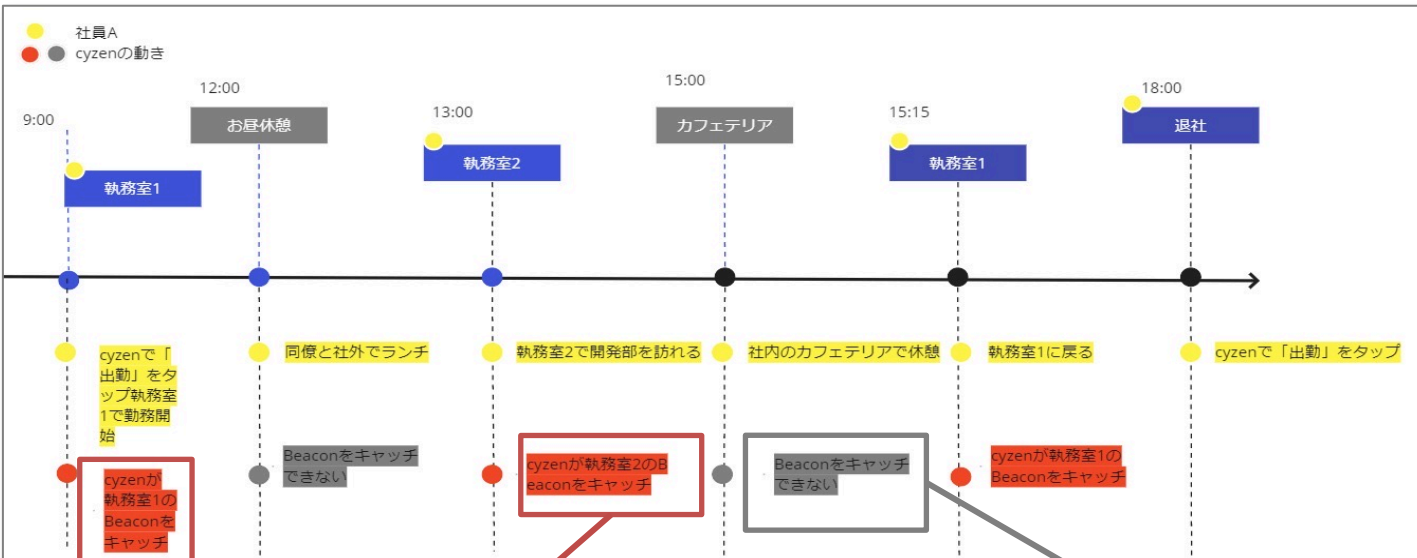 社員A
cyzenの動き
9:00
12:00
13:00
15:00
15:15
18:00
執務室1
お昼休憩
執務室2
カフェテリア
執務室1
退社
cyzenで「
出勤」をタ
ップ執務室
1で勤務開
始
同僚と社外でランチ
執務室2で開発部を訪れる
社内のカフェテリアで休憩
執務室1に戻る
cyzenで「出勤」をタップ
cyzenが
執務室1の
Beaconを
キャッチ
Beaconをキャッチ
できない
cyzenが執務室2のB
eaconをキャッチ
Beaconをキャッチ
できない
cyzenが執務室1の
Beaconをキャッチ